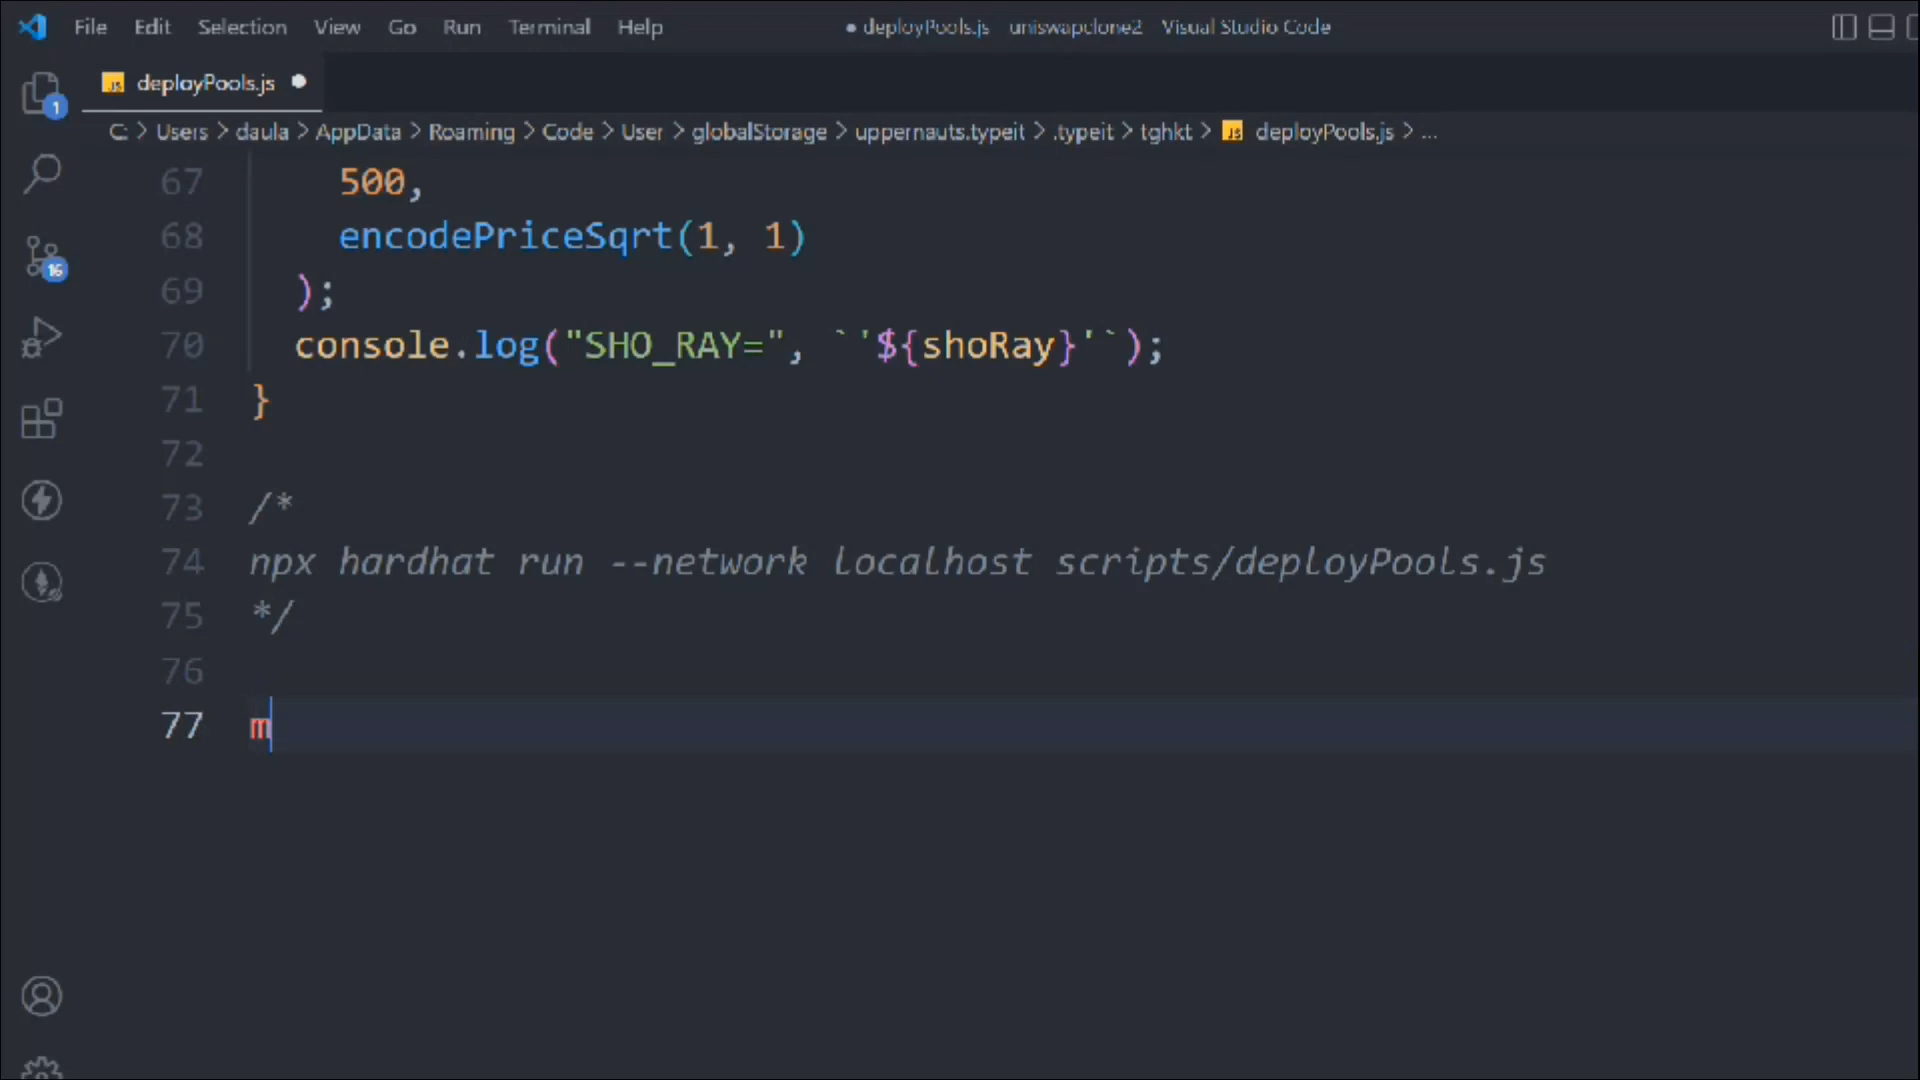 File Edit Selection View Go Run Terminal Help
● deployPools.js uniswapclone2 Visual Studio Code
JS deployPools.js ●
C: > Users > daula > AppData > Roaming > Code > User > globalStorage > uppernauts.typeit > .typeit > tghkt > JS deployPools.js > ...
1
16
67 500,
68 encodePriceSqrt(1, 1)
69 );
70 console.log("SHO_RAY=", `'${shoRay}'`);
71 }
72
73 /*
74 npx hardhat run --network localhost scripts/deployPools.js
75 */
76
77 m